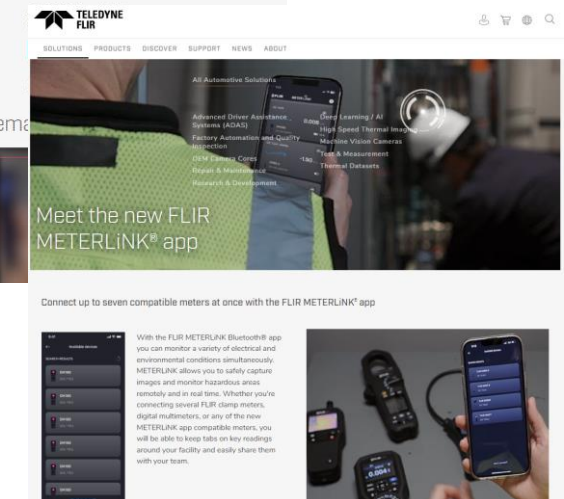 TELEDYNE
FLIR
SOLUTIONS PRODUCTS DISCOVER SUPPORT NEWS ABOUT
All Automotive Solutions
Advanced Driver Assistance
Systems (ADAS)
Factory Automation and Quality
Inspection
OEM Camera Cores
Repair & Maintenance
Research & Development
Deep Learning / AI
High Speed Thermal Imaging
Machine Vision Cameras
Test & Measurement
Thermal Datasets
Meet the new FLIR
METERLiNK® app
Connect up to seven compatible meters at once with the FLIR METERLiNK® app
With the FLIR METERLiNK Bluetooth® app
you can monitor a variety of electrical and
environmental conditions simultaneously.
METERLiNK allows you to safely capture
images and monitor hazardous areas
remotely and in real time. Whether you're
connecting several FLIR clamp meters,
digital multimeters, or any of the new
METERLiNK app compatible meters, you
will be able to keep tabs on key readings
around your facility and easily share them
with your team.